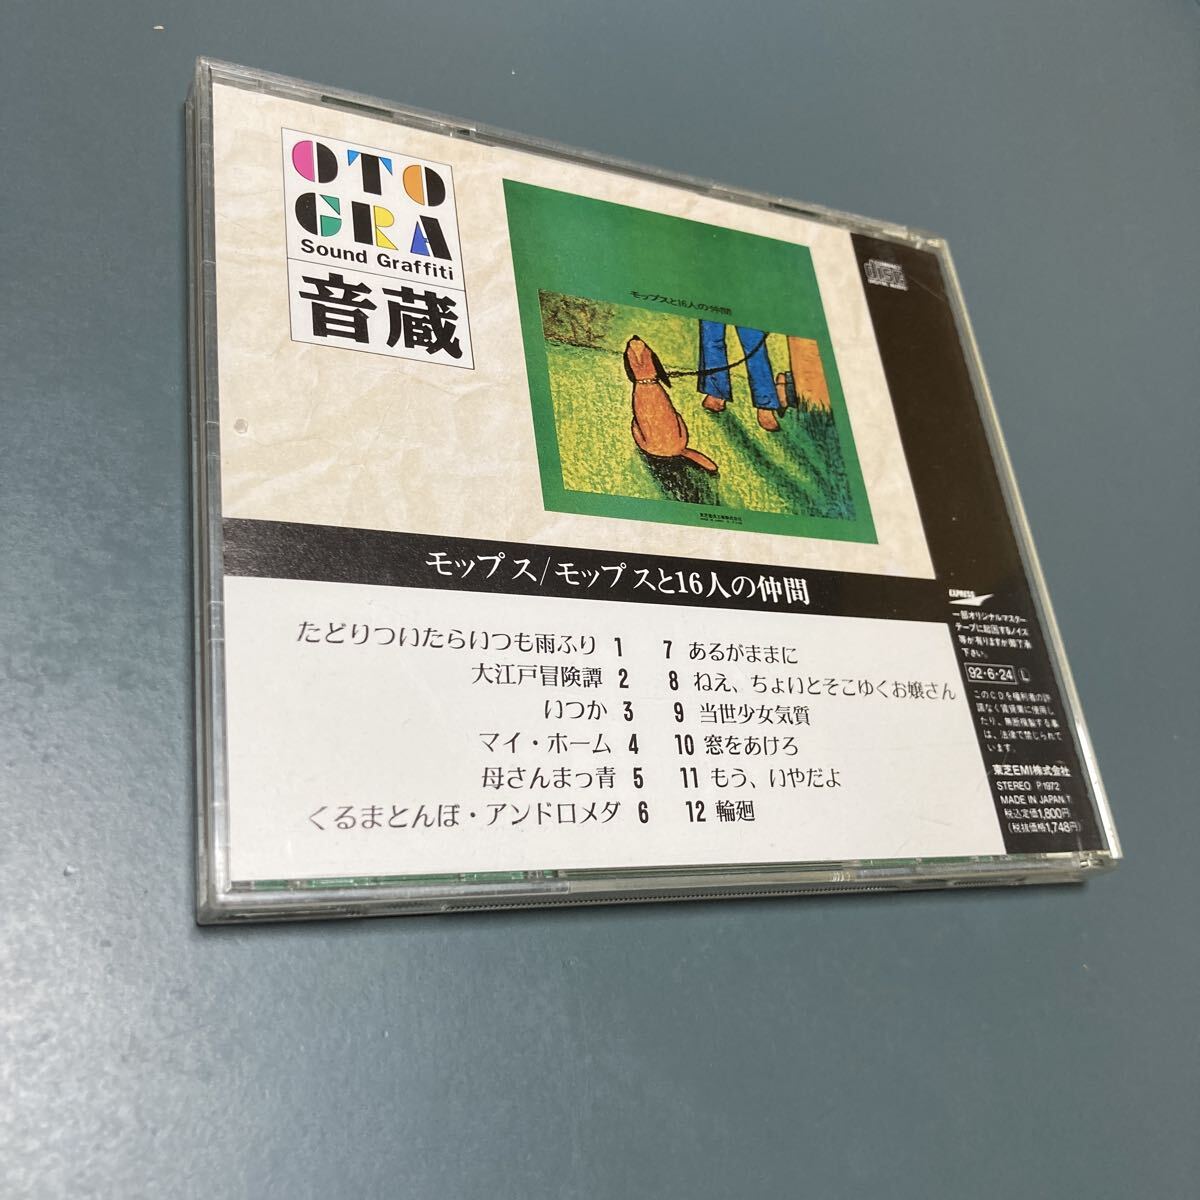 OTO
GRA
Sound Graffiti
音蔵
モップスと16人の仲間
COMPACT
disc
DIGITAL AUDIO
モップス/モップスと16人の仲間
たどりついたらいつも雨ふり 1
大江戸冒険譚 2
いつか 3
マイ・ホーム 4
母さんまっ青 5
くるまとんぼ・アンドロメダ 6
7 あるがままに
8 ねえ、ちょいとそこゆくお嬢さん
9 当世少女気質
10 窓をあけろ
11 もう、いやだよ
12 輪廻
EXPRESS
一部オリジナルマスター
テープに起因するノイズ
等が有りますが御了承
下さい。
92・6・24 L
このCDを権利者の許
諾なく賃貸業に使用し
たり、無断複製する事
は、法律で禁じられて
います。
東芝EMI株式会社
STEREO P1972
MADE IN JAPAN.T.
税込定価1,800円
(税抜価格1,748円)